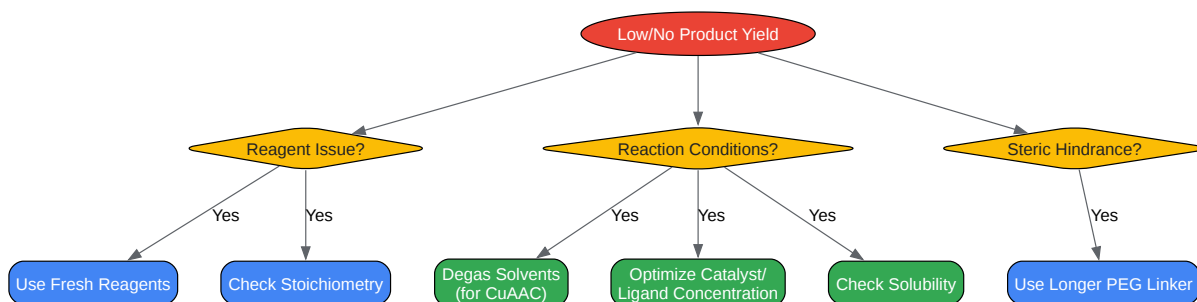 Low/No Product Yield
Reagent Issue?
Reaction Conditions?
Steric Hindrance?
Yes
Yes
Yes
Yes
Yes
Yes
Use Fresh Reagents
Check Stoichiometry
Degas Solvents
(for CuAAC)
Optimize Catalyst/
Ligand Concentration
Check Solubility
Use Longer PEG Linker